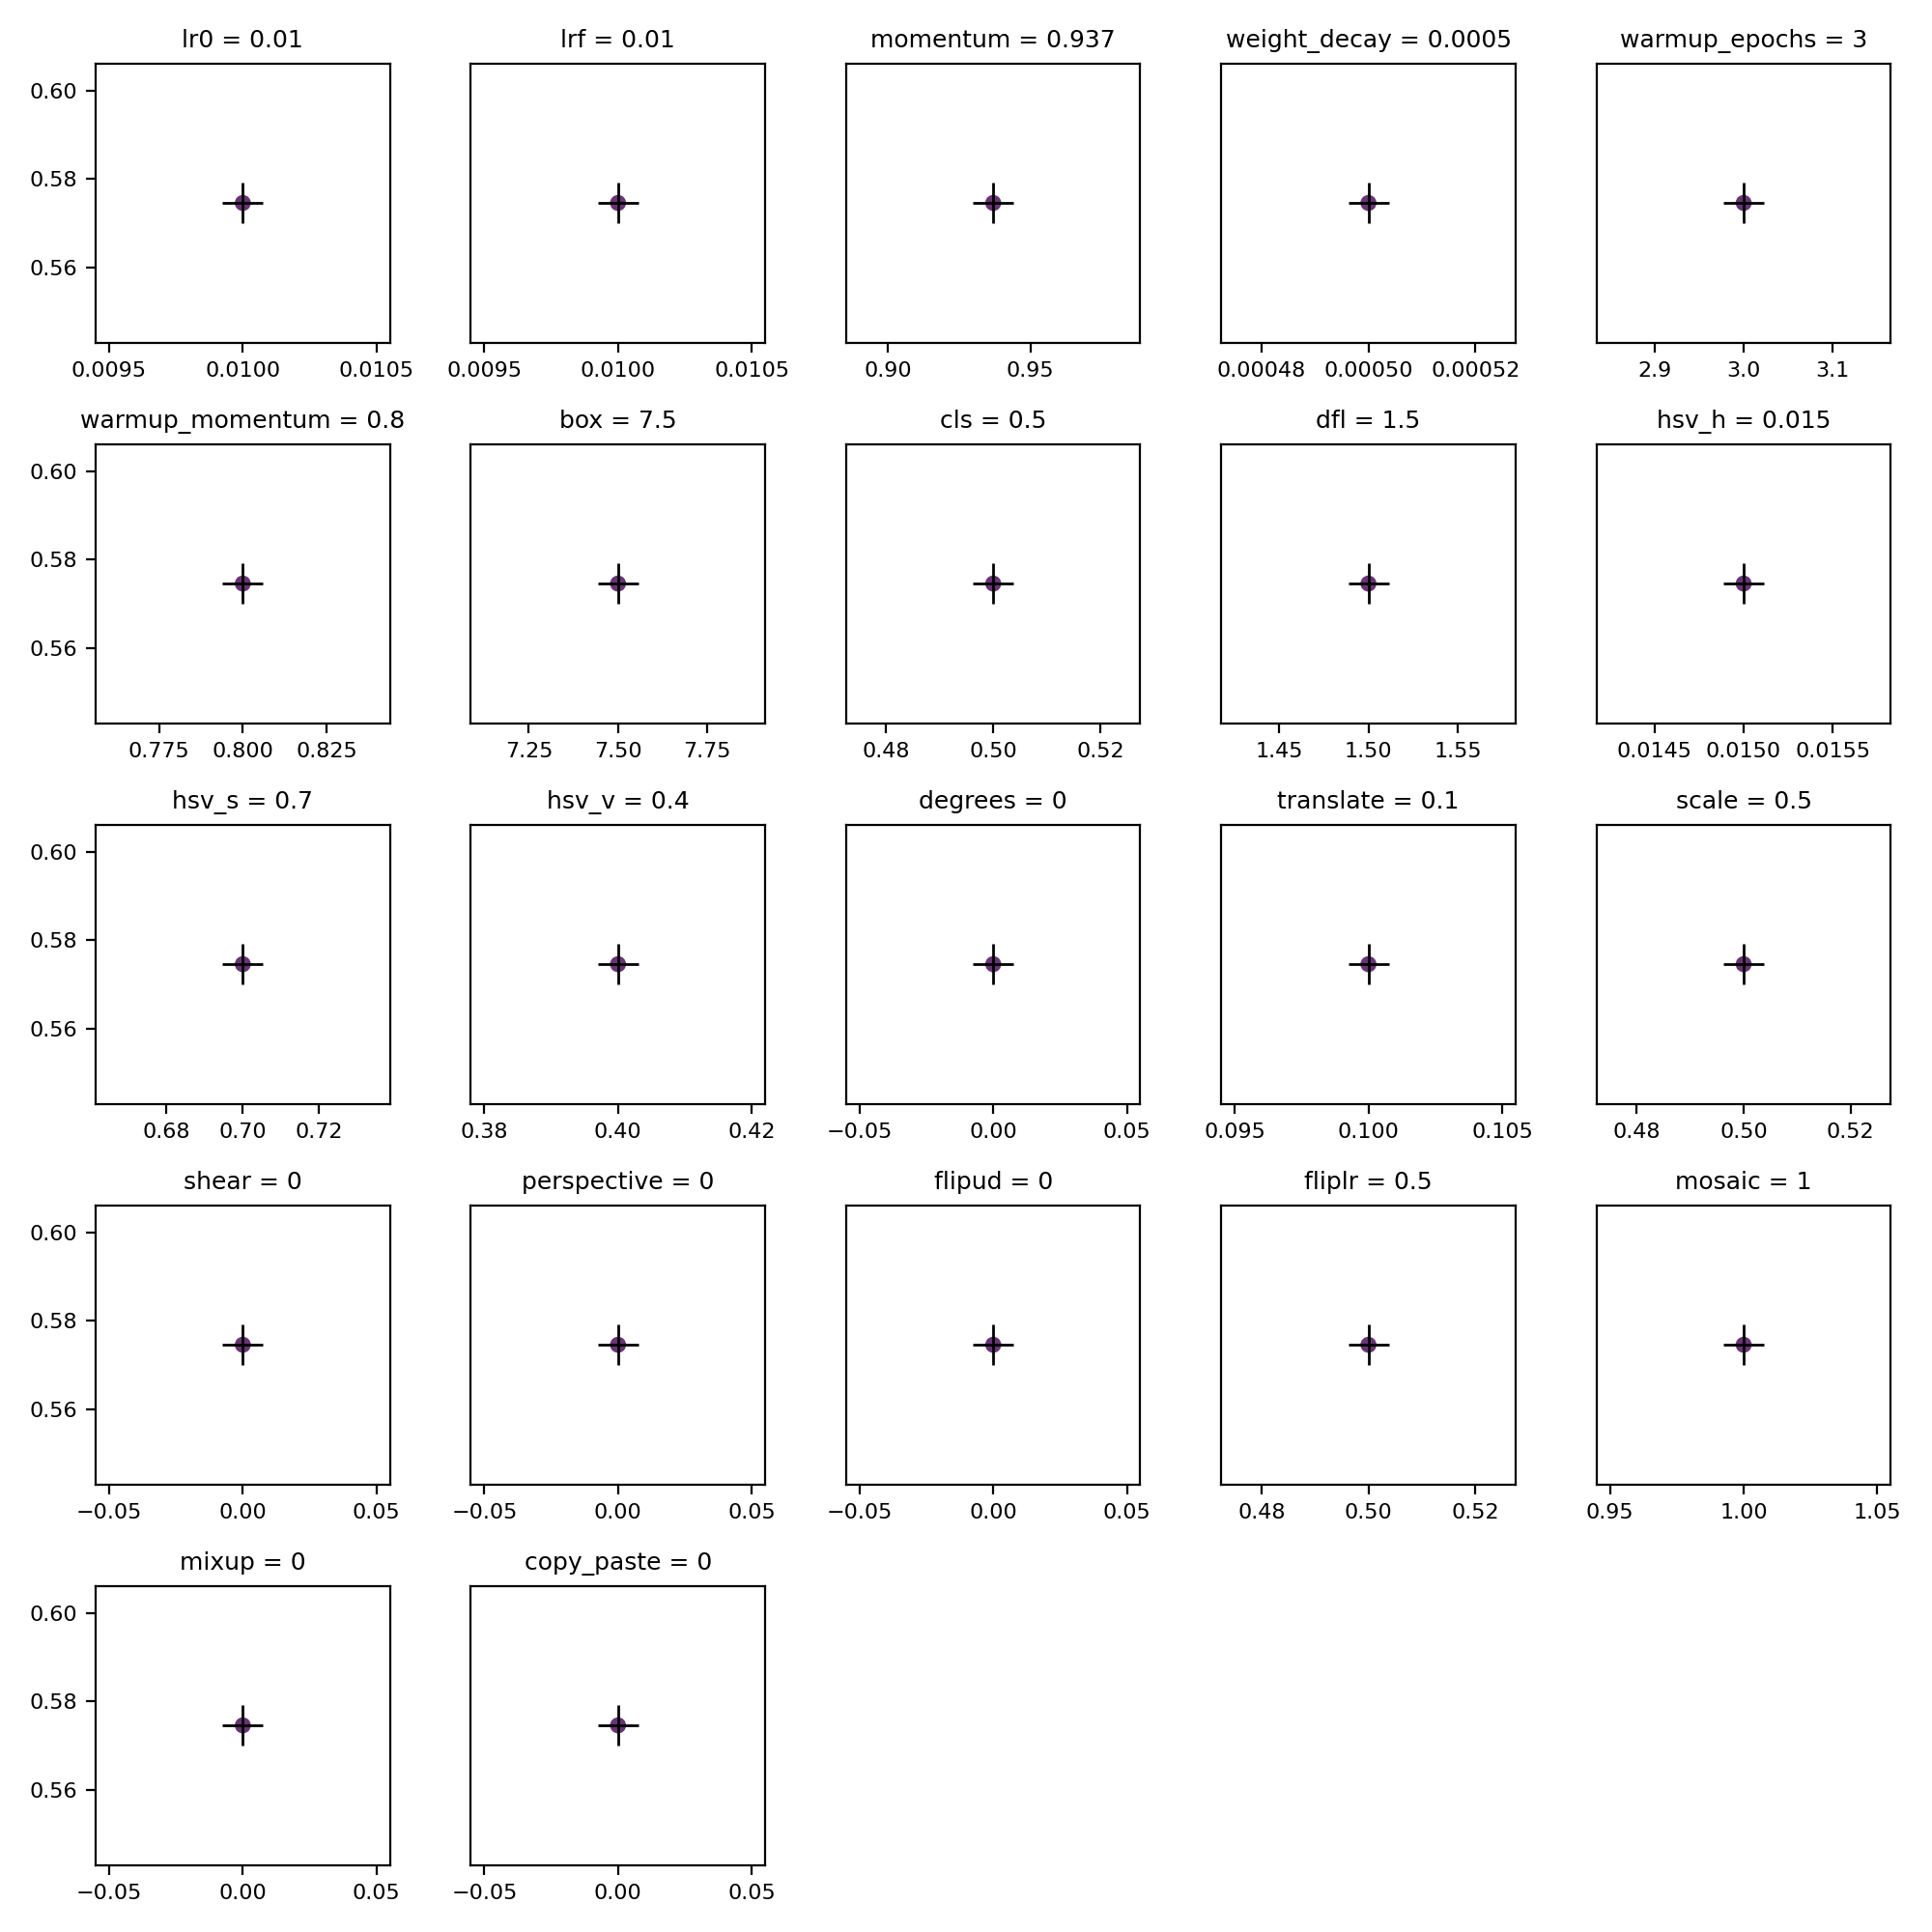 lr0 = 0.01 lrf = 0.01 momentum = 0.937 weight_decay = 0.0005 warmup_epochs = 3
0.60
0.58
0.56
0.0095 0.0100 0.0105 0.0095 0.0100 0.0105 0.90 0.95 0.00048 0.00050 0.00052 2.9 3.0 3.1
warmup_momentum = 0.8 box = 7.5 cls = 0.5 dfl = 1.5 hsv_h = 0.015
0.60
0.58
0.56
0.775 0.800 0.825 7.25 7.50 7.75 0.48 0.50 0.52 1.45 1.50 1.55 0.0145 0.0150 0.0155
hsv_s = 0.7 hsv_v = 0.4 degrees = 0 translate = 0.1 scale = 0.5
0.60
0.58
0.56
0.68 0.70 0.72 0.38 0.40 0.42 −0.05 0.00 0.05 0.095 0.100 0.105 0.48 0.50 0.52
shear = 0 perspective = 0 flipud = 0 fliplr = 0.5 mosaic = 1
0.60
0.58
0.56
−0.05 0.00 0.05 −0.05 0.00 0.05 −0.05 0.00 0.05 0.48 0.50 0.52 0.95 1.00 1.05
mixup = 0 copy_paste = 0
0.60
0.58
0.56
−0.05 0.00 0.05 −0.05 0.00 0.05